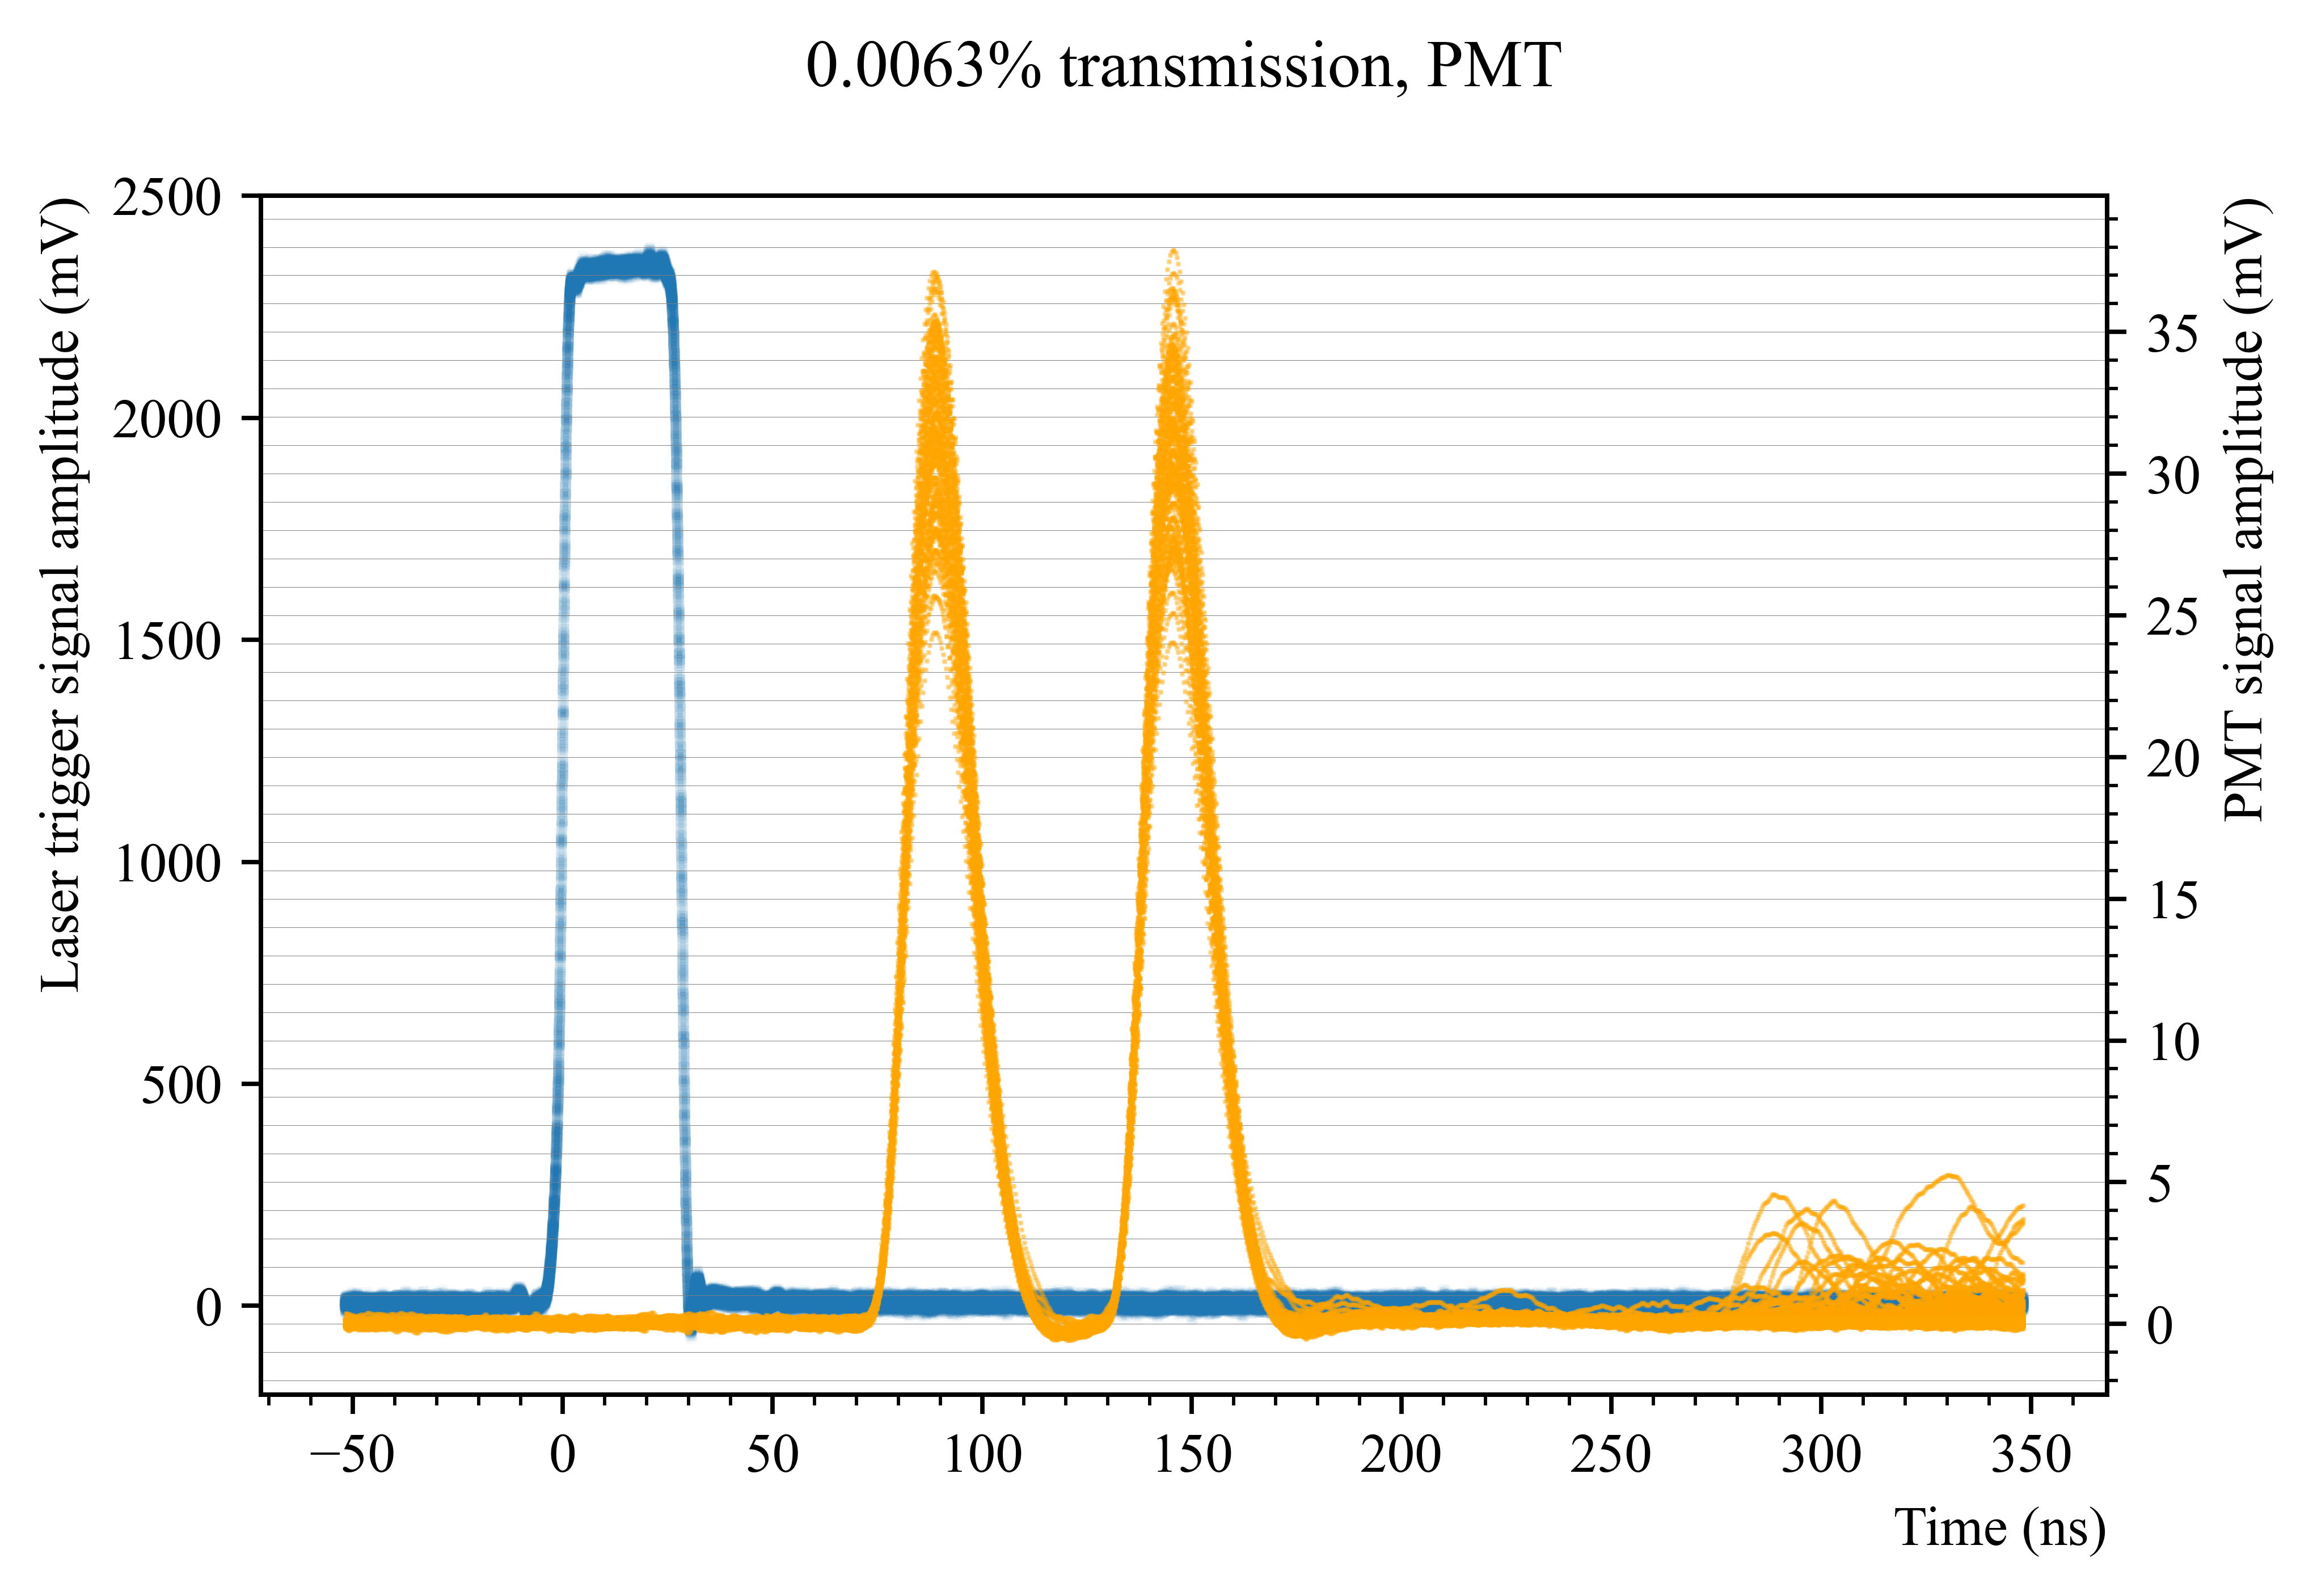 0.0063% transmission, PMT
Laser trigger signal amplitude (mV)
2500
2000
1500
1000
500
0
PMT signal amplitude (mV)
35
30
25
20
15
10
5
0
−50 0 50 100 150 200 250 300 350
Time (ns)